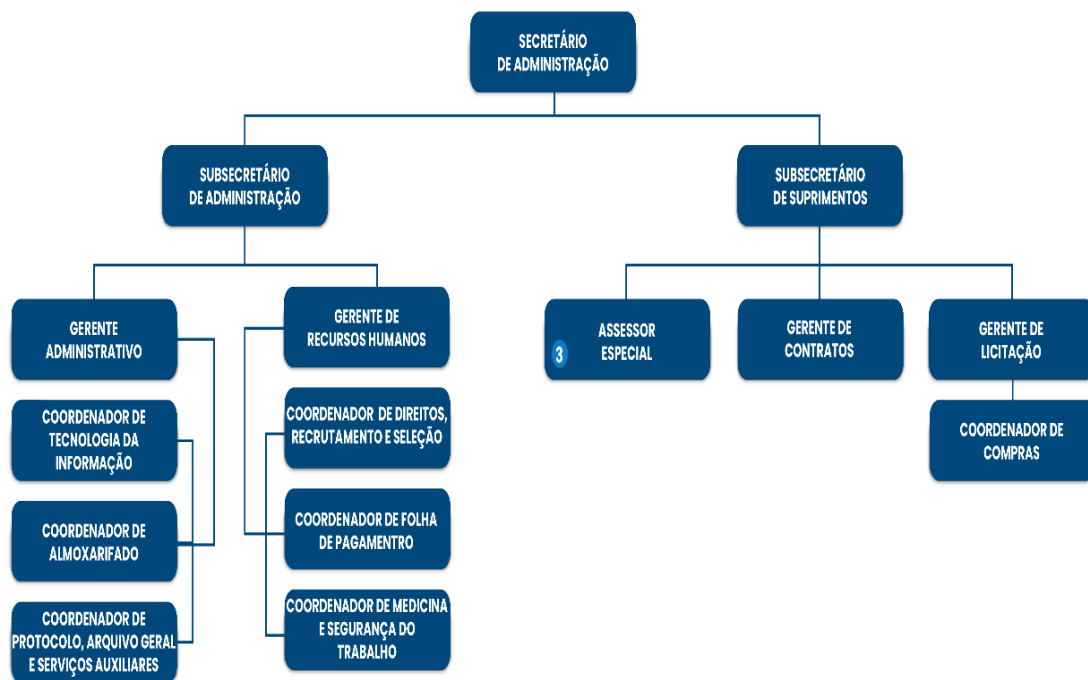 SECRETÁRIO
DE ADMINISTRAÇÃO
SUBSECRETÁRIO
DE ADMINISTRAÇÃO
SUBSECRETÁRIO
DE SUPRIMENTOS
GERENTE
ADMINISTRATIVO
GERENTE DE
RECURSOS HUMANOS
ASSESSOR
ESPECIAL
3
GERENTE DE
CONTRATOS
GERENTE DE
LICITAÇÃO
COORDENADOR DE
TECNOLOGIA DA
INFORMAÇÃO
COORDENADOR DE DIREITOS,
RECRUTAMENTO E SELEÇÃO
COORDENADOR DE
COMPRAS
COORDENADOR DE
ALMOXARIFADO
COORDENADOR DE FOLHA
DE PAGAMENTRO
COORDENADOR DE
PROTOCOLO, ARQUIVO GERAL
E SERVIÇOS AUXILIARES
COORDENADOR DE MEDICINA
E SEGURANÇA DO
TRABALHO